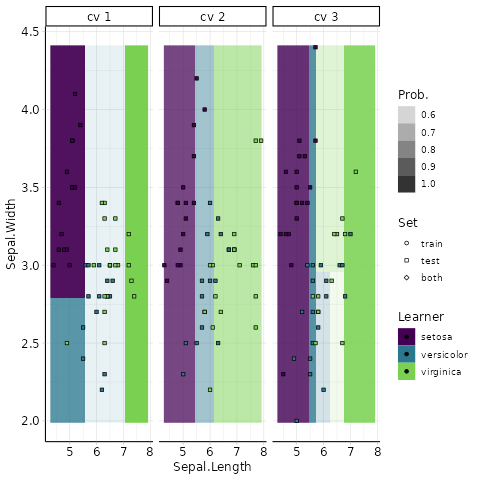 cv 1 cv 2 cv 3
4.5
4.0
3.5
3.0
2.5
2.0
Sepal.Width
5 6 7 8 5 6 7 8 5 6 7 8
Sepal.Length
Prob.
0.6
0.7
0.8
0.9
1.0
Set
train
test
both
Learner
setosa
versicolor
virginica